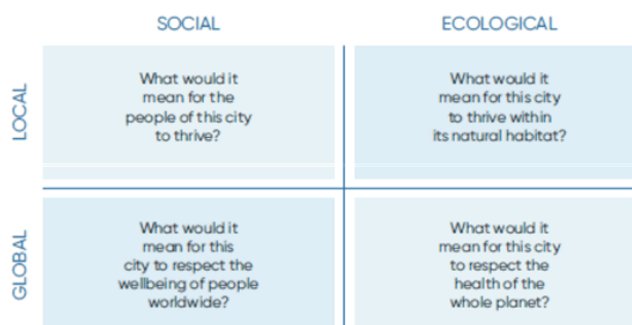 SOCIAL
ECOLOGICAL
LOCAL
What would it
mean for the
people of this city
to thrive?
What would it
mean for this city
to thrive within
its natural habitat?
GLOBAL
What would it
mean for this
city to respect the
wellbeing of people
worldwide?
What would it
mean for this city
to respect the
health of the
whole planet?